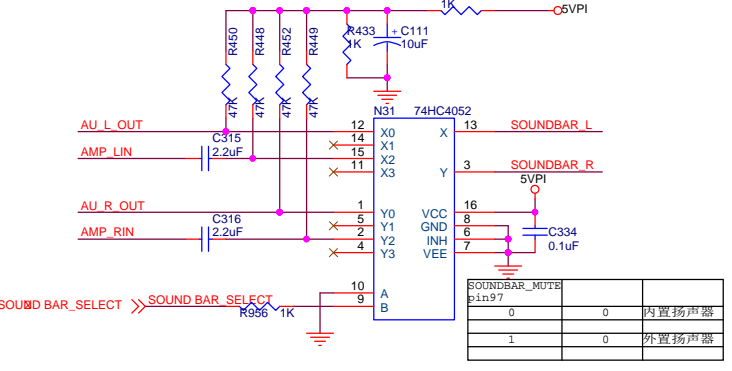 1K
5VPI
R450
R448
R452
R449
R433
1K
+ C111
10uF
47K
47K
47K
47K
N31
74HC4052
AU_L_OUT
12
X0
X
13
SOUNDBAR_L
C315
14
X1
AMP_LIN
2.2uF
15
X2
11
X3
Y
3
SOUNDBAR_R
5VPI
AU_R_OUT
1
Y0
VCC
16
C316
5
Y1
GND
8
AMP_RIN
2.2uF
2
Y2
INH
6
C334
4
Y3
VEE
7
0.1uF
10
A
SOUND BAR_SELECT
SOUND BAR_SELECT
9
B
R956
1K
SOUNDBAR_MUTE
pin97
0 0 内置扬声器
1 0 外置扬声器